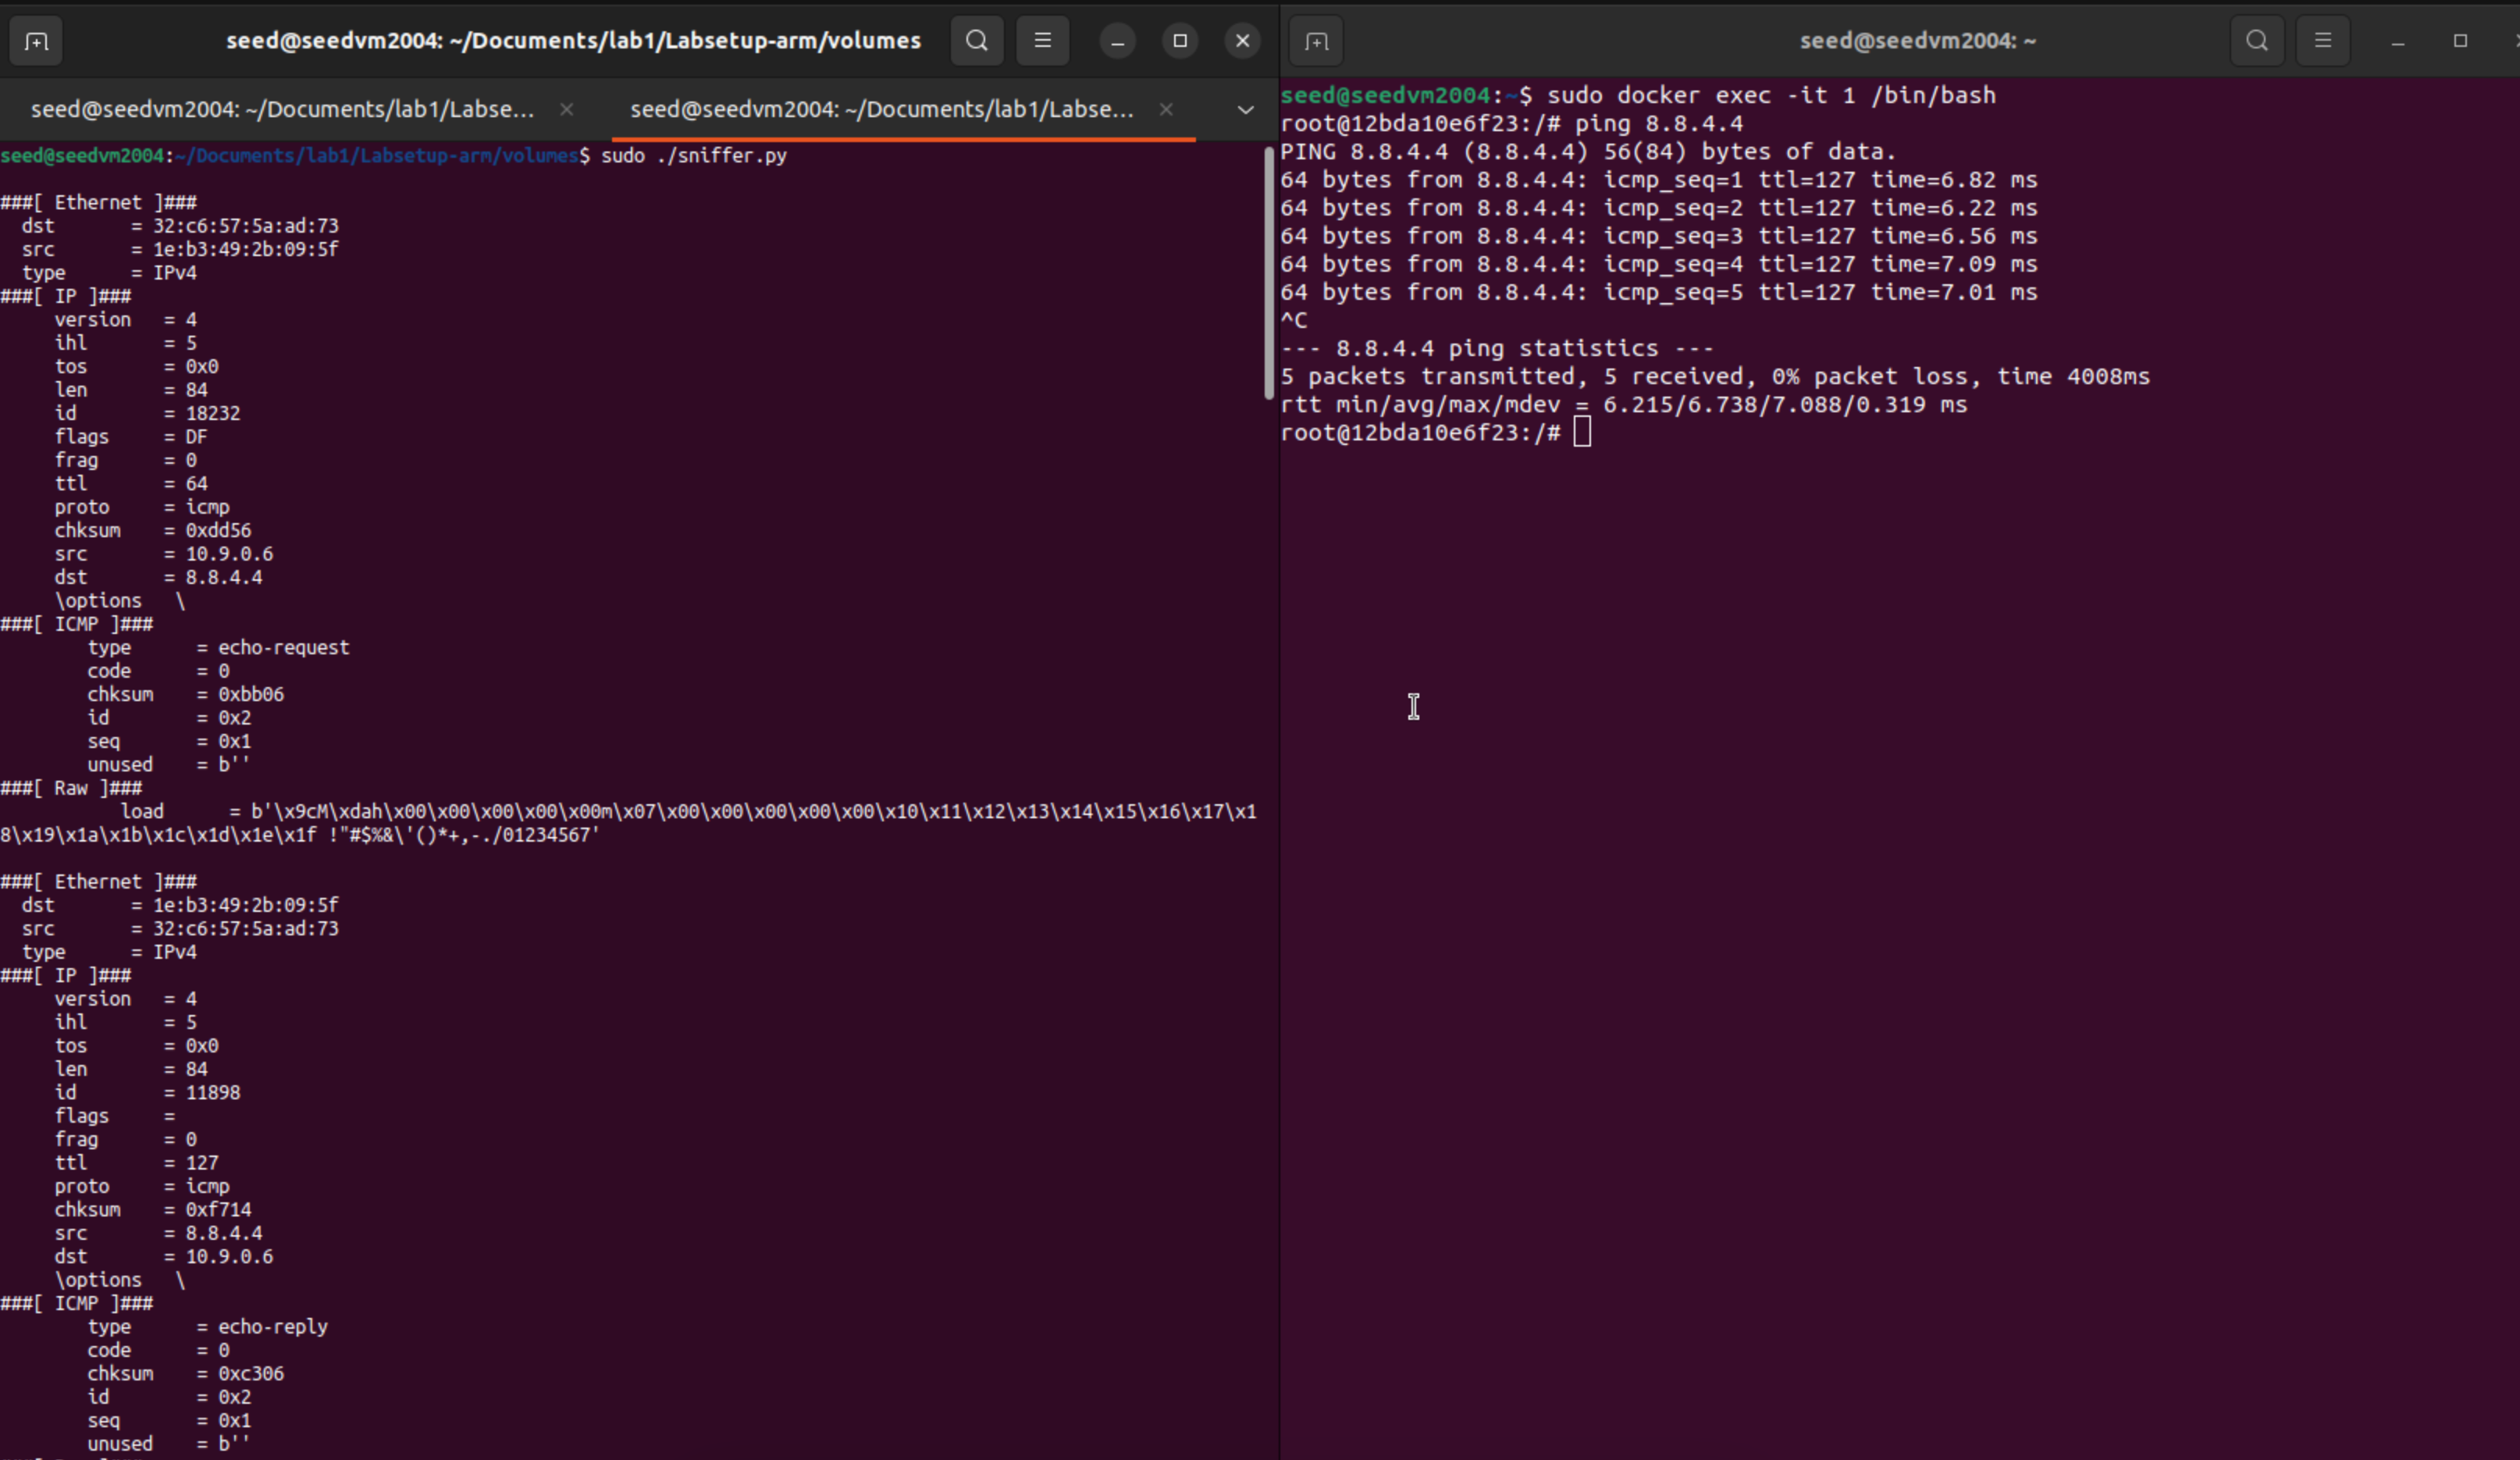 seed@seedvm2004: ~/Documents/lab1/Labsetup-arm/volumes
seed@seedvm2004: ~/Documents/lab1/Labse...
seed@seedvm2004: ~/Documents/lab1/Labse...
seed@seedvm2004:~/Documents/lab1/Labsetup-arm/volumes$ sudo ./sniffer.py
###[ Ethernet ]###
dst = 32:c6:57:5a:ad:73
src = 1e:b3:49:2b:09:5f
type = IPv4
###[ IP ]###
version = 4
ihl = 5
tos = 0x0
len = 84
id = 18232
flags = DF
frag = 0
ttl = 64
proto = icmp
chksum = 0xdd56
src = 10.9.0.6
dst = 8.8.4.4
\options \
###[ ICMP ]###
type = echo-request
code = 0
chksum = 0xbb06
id = 0x2
seq = 0x1
unused = b''
###[ Raw ]###
load = b'\x9cM\xdah\x00\x00\x00\x00\x00m\x07\x00\x00\x00\x00\x00\x10\x11\x12\x13\x14\x15\x16\x17\x1
8\x19\x1a\x1b\x1c\x1d\x1e\x1f !"#$%&\'()*+,-./01234567'
###[ Ethernet ]###
dst = 1e:b3:49:2b:09:5f
src = 32:c6:57:5a:ad:73
type = IPv4
###[ IP ]###
version = 4
ihl = 5
tos = 0x0
len = 84
id = 11898
flags =
frag = 0
ttl = 127
proto = icmp
chksum = 0xf714
src = 8.8.4.4
dst = 10.9.0.6
\options \
###[ ICMP ]###
type = echo-reply
code = 0
chksum = 0xc306
id = 0x2
seq = 0x1
unused = b''
seed@seedvm2004: ~
seed@seedvm2004:~$ sudo docker exec -it 1 /bin/bash
root@12bda10e6f23:/# ping 8.8.4.4
PING 8.8.4.4 (8.8.4.4) 56(84) bytes of data.
64 bytes from 8.8.4.4: icmp_seq=1 ttl=127 time=6.82 ms
64 bytes from 8.8.4.4: icmp_seq=2 ttl=127 time=6.22 ms
64 bytes from 8.8.4.4: icmp_seq=3 ttl=127 time=6.56 ms
64 bytes from 8.8.4.4: icmp_seq=4 ttl=127 time=7.09 ms
64 bytes from 8.8.4.4: icmp_seq=5 ttl=127 time=7.01 ms
^C
--- 8.8.4.4 ping statistics ---
5 packets transmitted, 5 received, 0% packet loss, time 4008ms
rtt min/avg/max/mdev = 6.215/6.738/7.088/0.319 ms
root@12bda10e6f23:/#